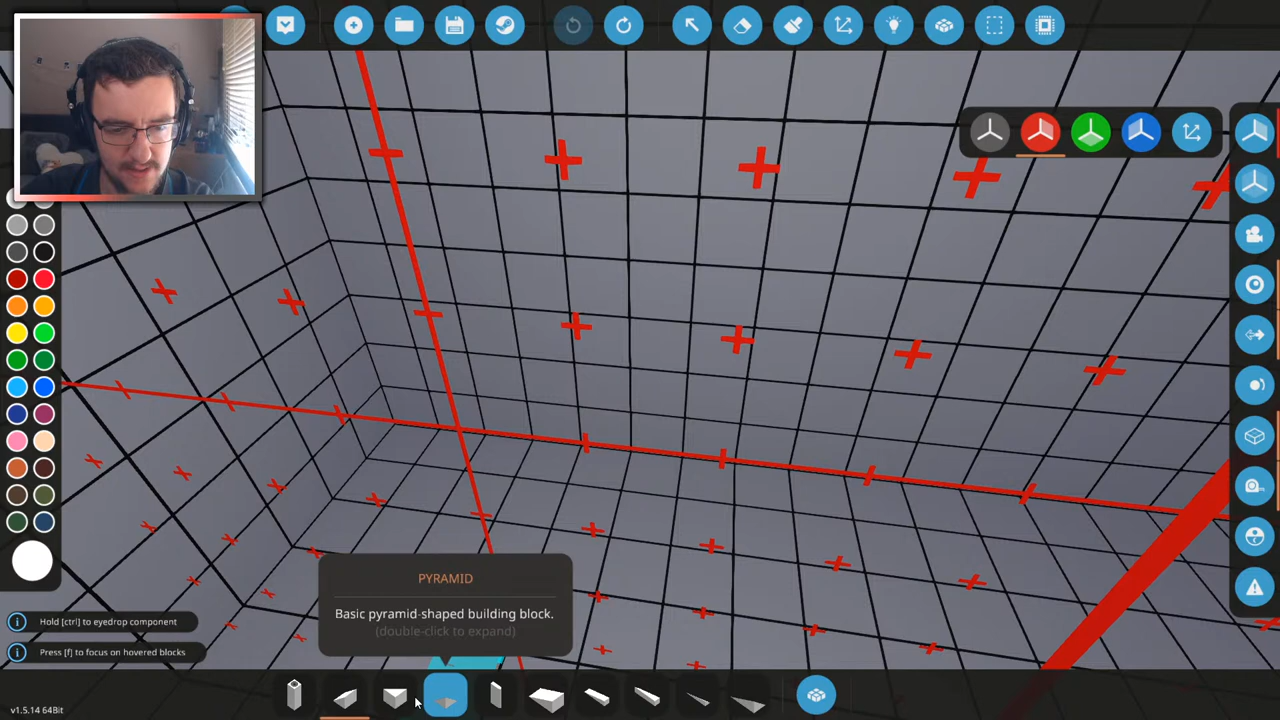 PYRAMID
Basic pyramid-shaped building block.
(double-click to expand)
Hold [ctrl] to eyedrop component
Press [f] to focus on hovered blocks
v1.5.14 64Bit